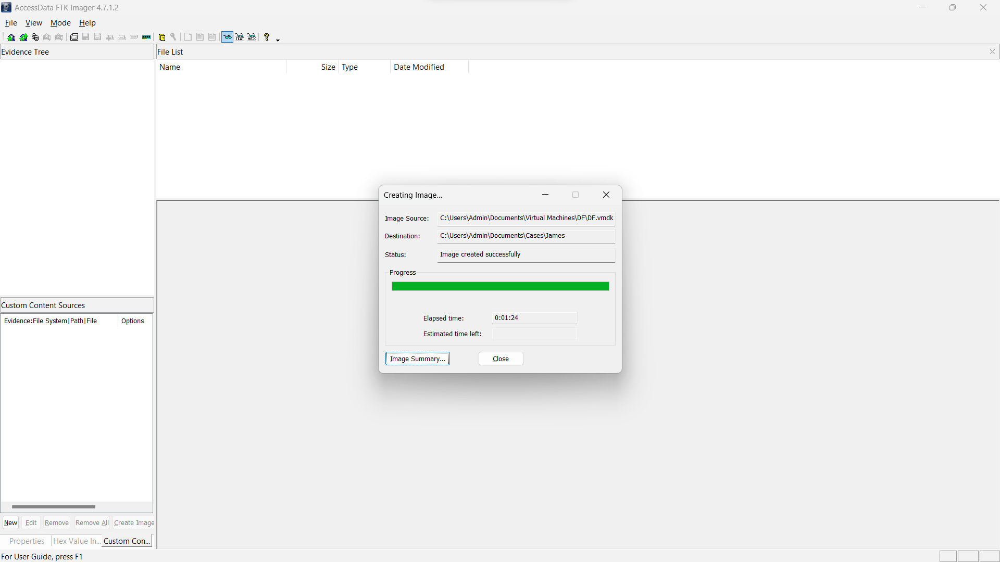 AccessData FTK Imager 4.7.1.2
File View Mode Help
TEXT HEX ?
Evidence Tree
File List
Name Size Type Date Modified
Creating Image...
Image Source: C:\Users\Admin\Documents\Virtual Machines\DF\DF.vmdk
Destination: C:\Users\Admin\Documents\Cases\James
Status: Image created successfully
Progress
Elapsed time: 0:01:24
Estimated time left:
Image Summary... Close
Custom Content Sources
Evidence:File System|Path|File Options
New Edit Remove Remove All Create Image
Properties Hex Value In... Custom Con...
For User Guide, press F1